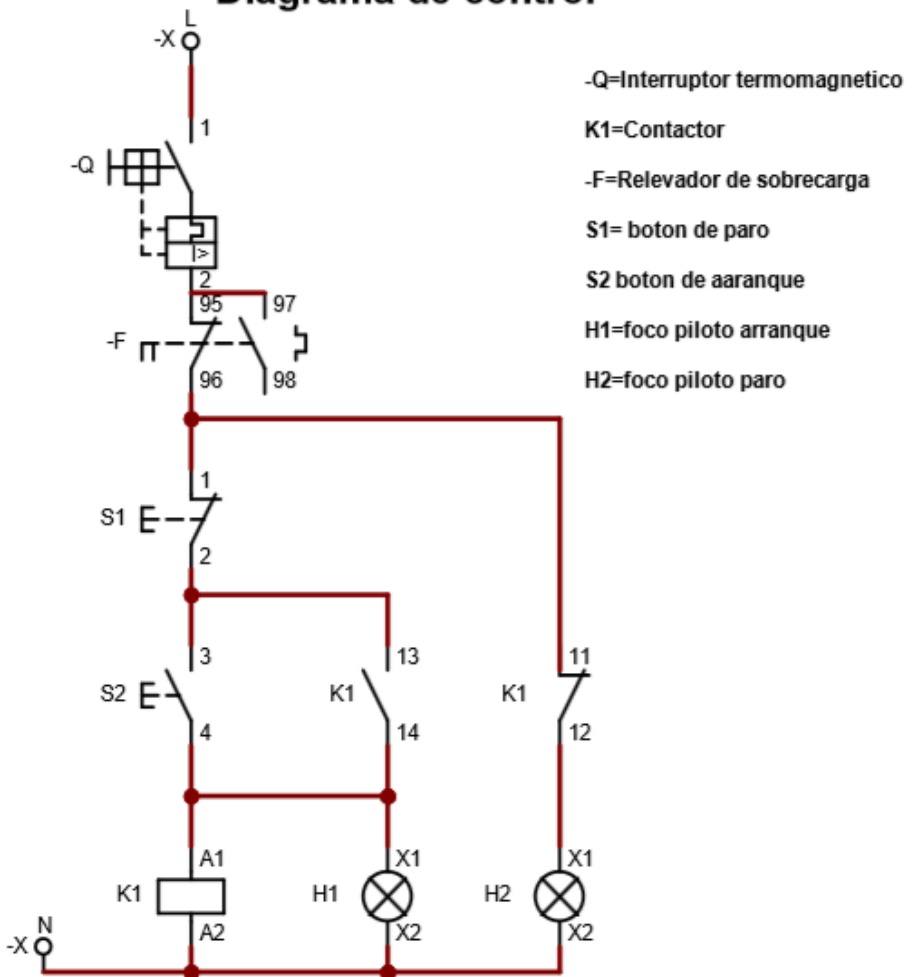 Diagrama de control
L
-X
1
-Q
|>
2
95 97
-F
96 98
1
S1
2
3 13 11
S2 K1 K1
4 14 12
A1 X1 X1
K1 H1 H2
A2 X2 X2
N
-X
-Q=Interruptor termomagnetico
K1=Contactor
-F=Relevador de sobrecarga
S1= boton de paro
S2 boton de aaranque
H1=foco piloto arranque
H2=foco piloto paro